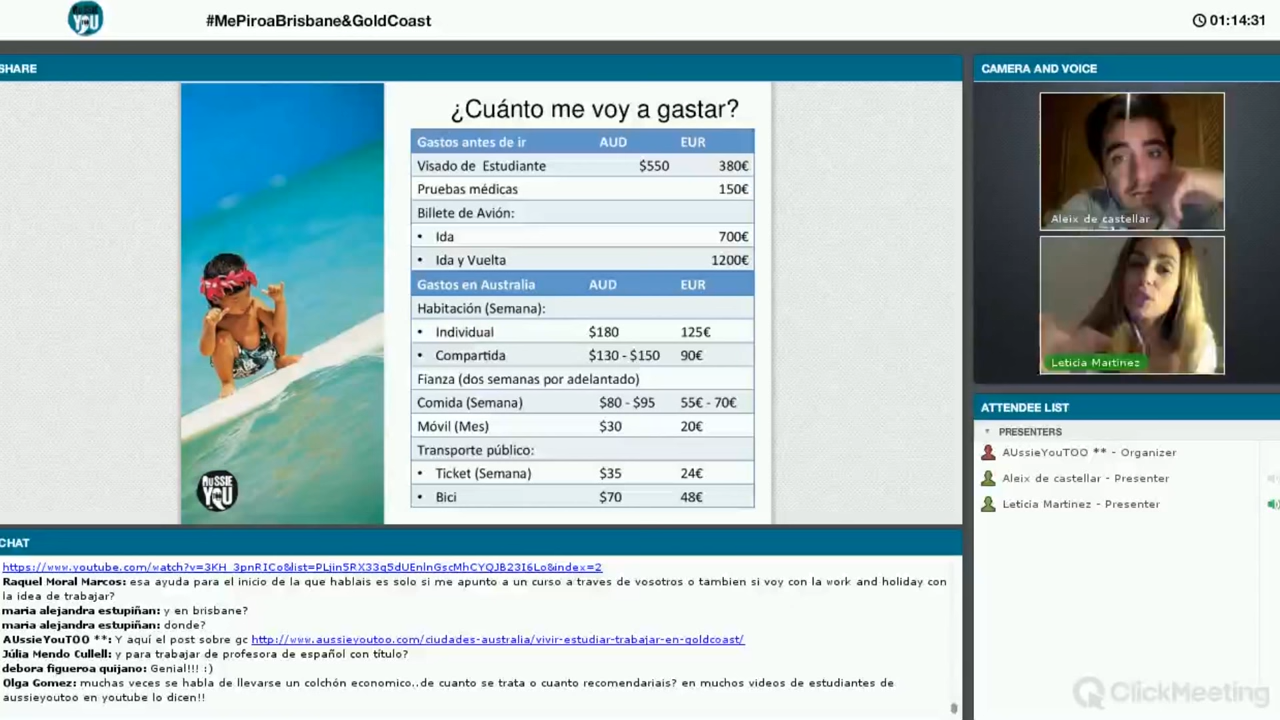 AUSSIE
YOU
#MePiroaBrisbane&GoldCoast
01:14:31
SHARE
¿Cuánto me voy a gastar?
Gastos antes de ir AUD EUR
Visado de Estudiante $550 380€
Pruebas médicas 150€
Billete de Avión:
• Ida 700€
• Ida y Vuelta 1200€
Gastos en Australia AUD EUR
Habitación (Semana):
• Individual $180 125€
• Compartida $130 - $150 90€
Fianza (dos semanas por adelantado)
Comida (Semana) $80 - $95 55€ - 70€
Móvil (Mes) $30 20€
Transporte público:
• Ticket (Semana) $35 24€
• Bici $70 48€
AUSSIE
YOU
CAMERA AND VOICE
Aleix de castellar
Leticia Martinez
ATTENDEE LIST
PRESENTERS
AUssieYouTOO ** - Organizer
Aleix de castellar - Presenter
Leticia Martinez - Presenter
CHAT
https://www.youtube.com/watch?v=3KH_3pnRICo&list=PLjin5RX33q5dUEnlnGscMhCYQJB23I6Lo&index=2
Raquel Moral Marcos: esa ayuda para el inicio de la que hablais es solo si me apunto a un curso a traves de vosotros o tambien si voy con la work and holiday con
la idea de trabajar?
maria alejandra estupiñan: y en brisbane?
maria alejandra estupiñan: donde?
AUssieYouTOO **: Y aquí el post sobre gc http://www.aussieyoutoo.com/ciudades-australia/vivir-estudiar-trabajar-en-goldcoast/
Júlia Mendo Cullell: y para trabajar de profesora de español con título?
debora figueroa quijano: Genial!!! :)
Olga Gomez: muchas veces se habla de llevarse un colchón economico..de cuanto se trata o cuanto recomendariais? en muchos videos de estudiantes de
aussieyoutoo en youtube lo dicen!!
ClickMeeting